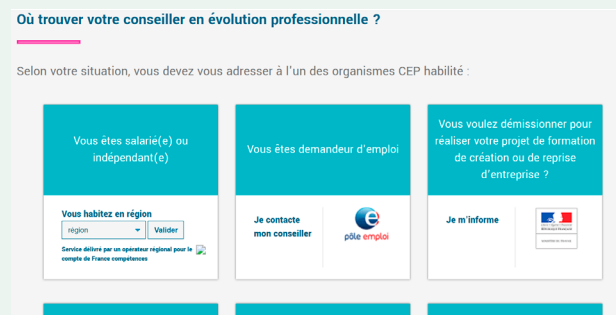 Où trouver votre conseiller en évolution professionnelle ?
Selon votre situation, vous devez vous adresser à l'un des organismes CEP habilité :
Vous êtes salarié(e) ou
indépendant(e)
Vous habitez en région
région
Valider
Service délivré par un opérateur régional pour le
compte de France compétences
Vous êtes demandeur d'emploi
Je contacte
mon conseiller
pôle emploi
Vous voulez démissionner pour
réaliser votre projet de formation
de création ou de reprise
d'entreprise ?
Je m'informe